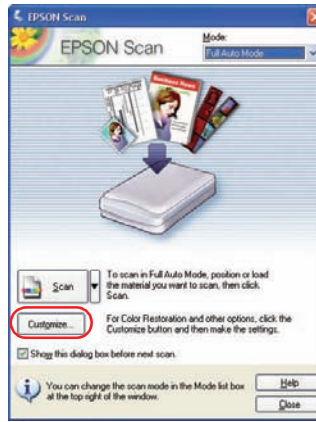 EPSON Scan
EPSON Scan
Mode:
Full Auto Mode
Business News
Scan
To scan in Full Auto Mode, position or load
the material you want to scan, then click
Scan.
Customize...
For Color Restoration and other options, click the
Customize button and then make the settings.
Show this dialog box before next scan.
You can change the scan mode in the Mode list box
at the top right of the window.
Help
Close